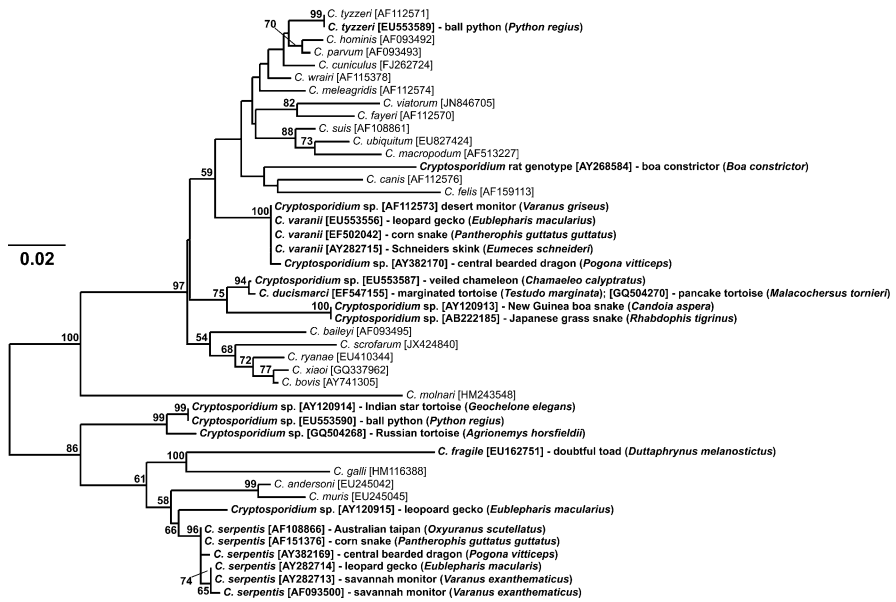 99 C. tyzzeri [AF112571]
C. tyzzeri [EU553589] - ball python (Python regius)
70
C. hominis [AF093492]
C. parvum [AF093493]
C. cuniculus [FJ262724]
C. wrairi [AF115378]
C. meleagridis [AF112574]
82 C. viatorum [JN846705]
C. fayeri [AF112570]
88 C. suis [AF108861]
73 C. ubiquitum [EU827424]
C. macropodum [AF513227]
Cryptosporidium rat genotype [AY268584] - boa constrictor (Boa constrictor)
59 C. canis [AF112576]
C. felis [AF159113]
Cryptosporidium sp. [AF112573] desert monitor (Varanus griseus)
100 C. varanii [EU553556] - leopard gecko (Eublepharis macularius)
C. varanii [EF502042] - corn snake (Pantherophis guttatus guttatus)
C. varanii [AY282715] - Schneiders skink (Eumeces schneideri)
0.02
Cryptosporidium sp. [AY382170] - central bearded dragon (Pogona vitticeps)
94 Cryptosporidium sp. [EU553587] - veiled chameleon (Chamaeleo calyptratus)
97 75 C. ducismarci [EF547155] - marginated tortoise (Testudo marginata); [GQ504270] - pancake tortoise (Malacochersus tornieri)
100 Cryptosporidium sp. [AY120913] - New Guinea boa snake (Candoia aspera)
Cryptosporidium sp. [AB222185] - Japanese grass snake (Rhabdophis tigrinus)
54 C. baileyi [AF093495]
100 68 C. scrofarum [JX424840]
72 C. ryanae [EU410344]
77 C. xiaoi [GQ337962]
C. bovis [AY741305]
C. molnari [HM243548]
99 Cryptosporidium sp. [AY120914] - Indian star tortoise (Geochelone elegans)
99 Cryptosporidium sp. [EU553590] - ball python (Python regius)
Cryptosporidium sp. [GQ504268] - Russian tortoise (Agrionemys horsfieldii)
86 100 C. fragile [EU162751] - doubtful toad (Duttaphrynus melanostictus)
C. galli [HM116388]
61 99 C. andersoni [EU245042]
58 C. muris [EU245045]
Cryptosporidium sp. [AY120915] - leopoard gecko (Eublepharis macularius)
66 96 C. serpentis [AF108866] - Australian taipan (Oxyuranus scutellatus)
C. serpentis [AF151376] - corn snake (Pantherophis guttatus guttatus)
C. serpentis [AY382169] - central bearded dragon (Pogona vitticeps)
C. serpentis [AY282714] - leopard gecko (Eublepharis macularis)
74 C. serpentis [AY282713] - savannah monitor (Varanus exanthematicus)
65 C. serpentis [AF093500] - savannah monitor (Varanus exanthematicus)